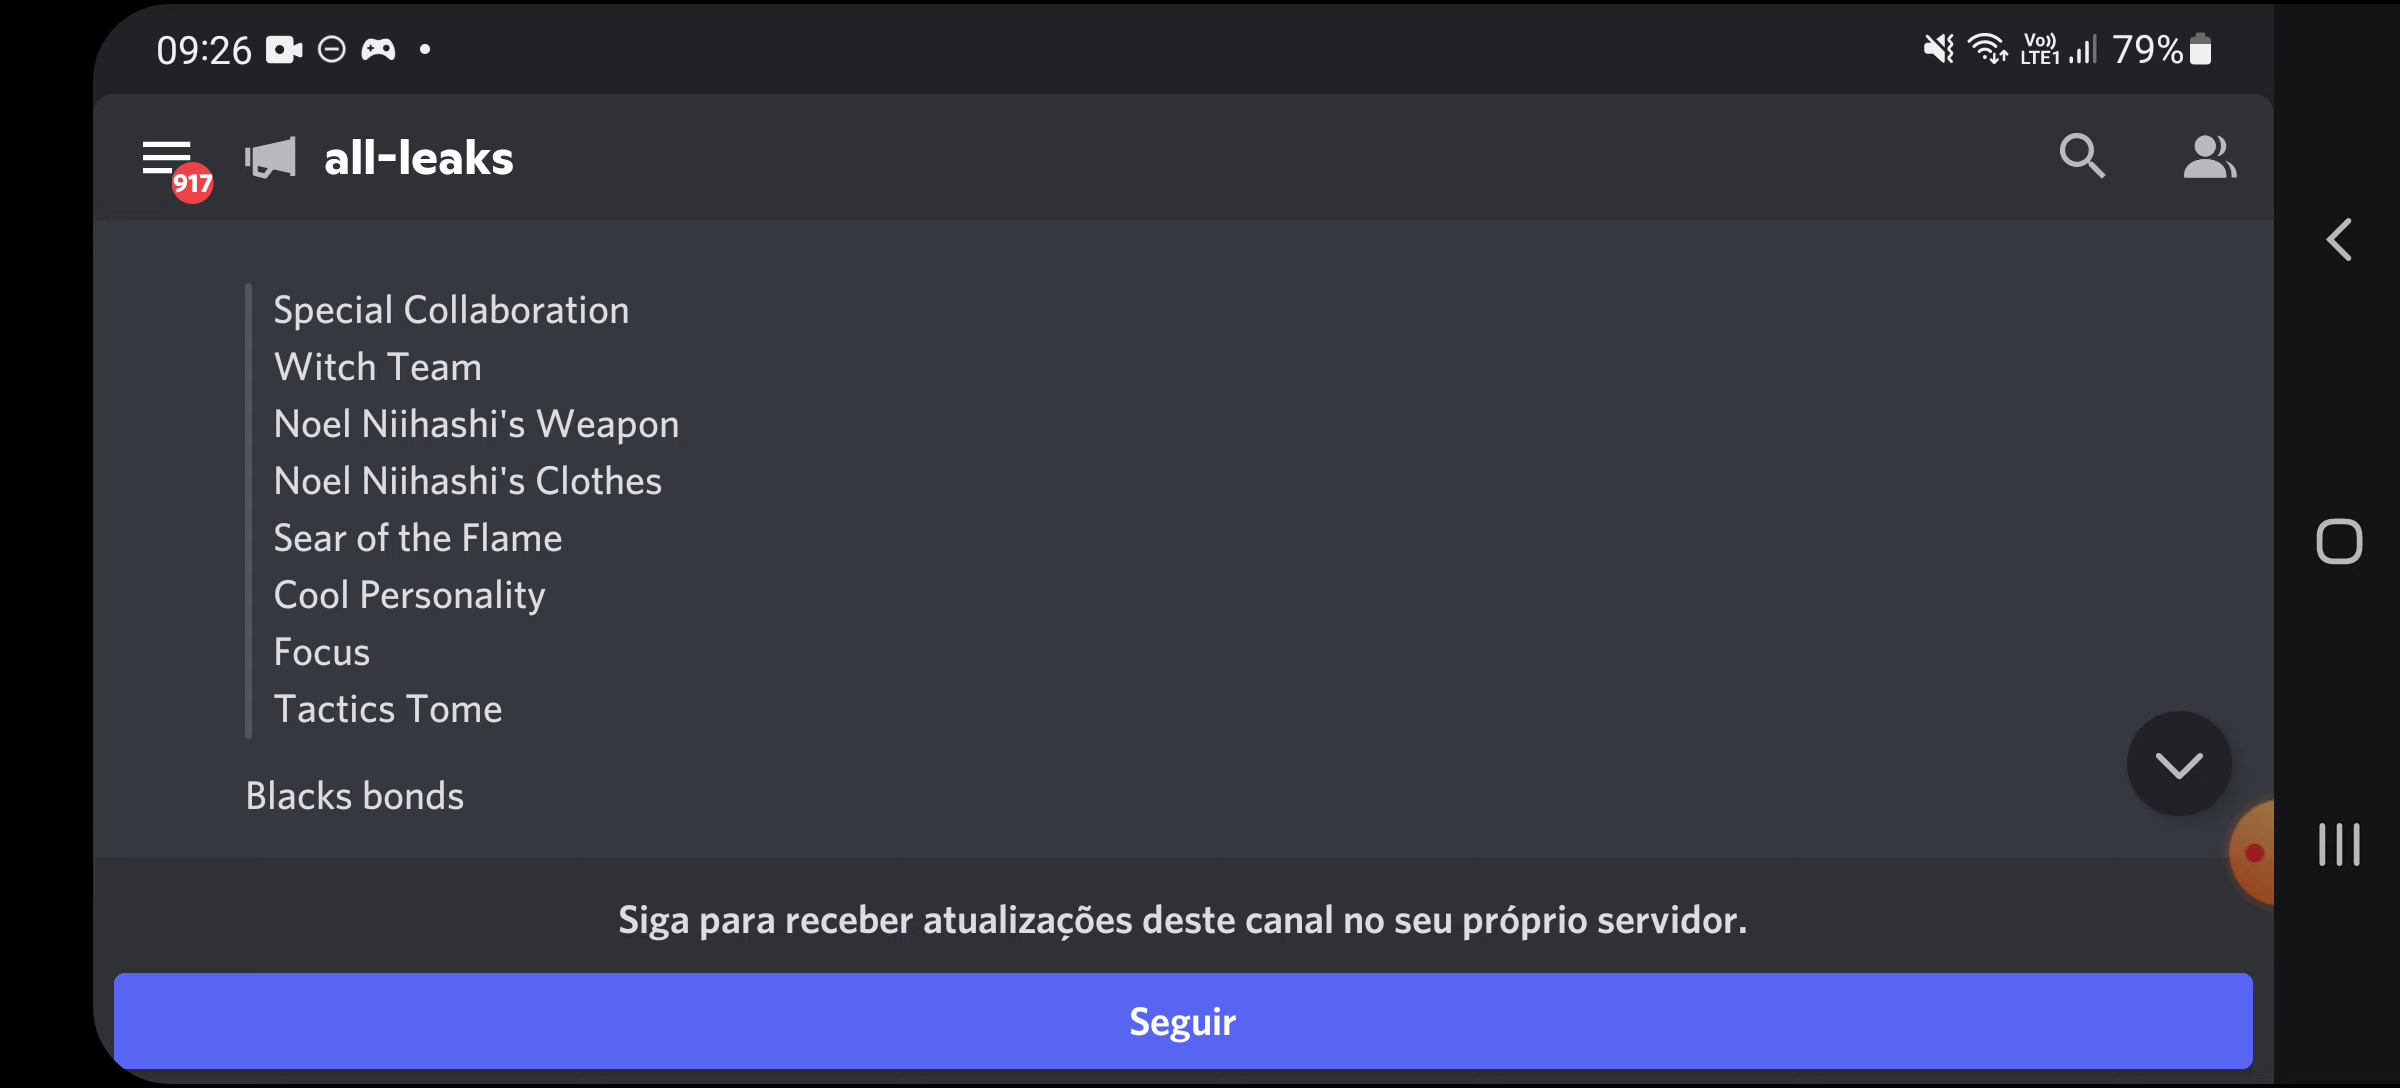 09:26
Vo))
LTE1
79%
917
all-leaks
Special Collaboration
Witch Team
Noel Niihashi's Weapon
Noel Niihashi's Clothes
Sear of the Flame
Cool Personality
Focus
Tactics Tome
Blacks bonds
Siga para receber atualizações deste canal no seu próprio servidor.
Seguir